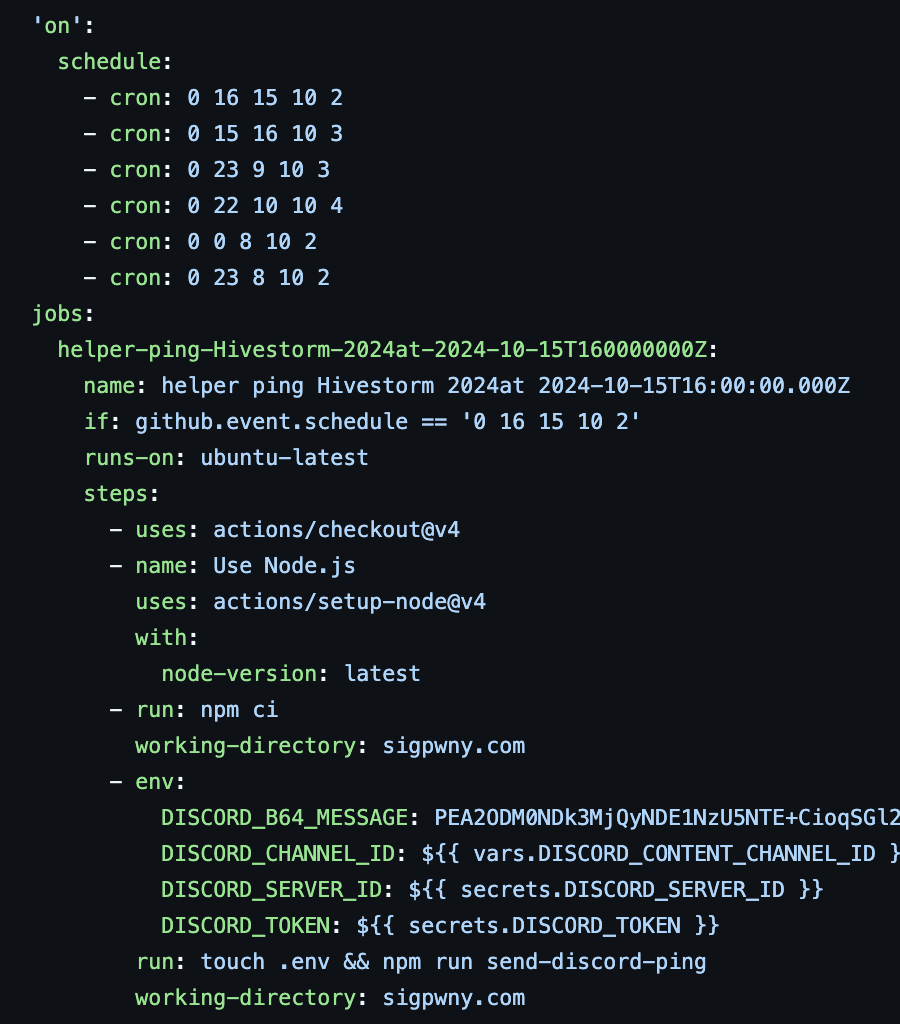 'on':
schedule:
- cron: 0 16 15 10 2
- cron: 0 15 16 10 3
- cron: 0 23 9 10 3
- cron: 0 22 10 10 4
- cron: 0 0 8 10 2
- cron: 0 23 8 10 2
jobs:
helper-ping-Hivestorm-2024at-2024-10-15T160000000Z:
name: helper ping Hivestorm 2024at 2024-10-15T16:00:00.000Z
if: github.event.schedule == '0 16 15 10 2'
runs-on: ubuntu-latest
steps:
- uses: actions/checkout@v4
- name: Use Node.js
uses: actions/setup-node@v4
with:
node-version: latest
- run: npm ci
working-directory: sigpwny.com
- env:
DISCORD_B64_MESSAGE: PEA2ODM0NDk3MjQyNDE1NzU5NTE+CioqSGl2
DISCORD_CHANNEL_ID: ${{ vars.DISCORD_CONTENT_CHANNEL_ID }
DISCORD_SERVER_ID: ${{ secrets.DISCORD_SERVER_ID }}
DISCORD_TOKEN: ${{ secrets.DISCORD_TOKEN }}
run: touch .env && npm run send-discord-ping
working-directory: sigpwny.com